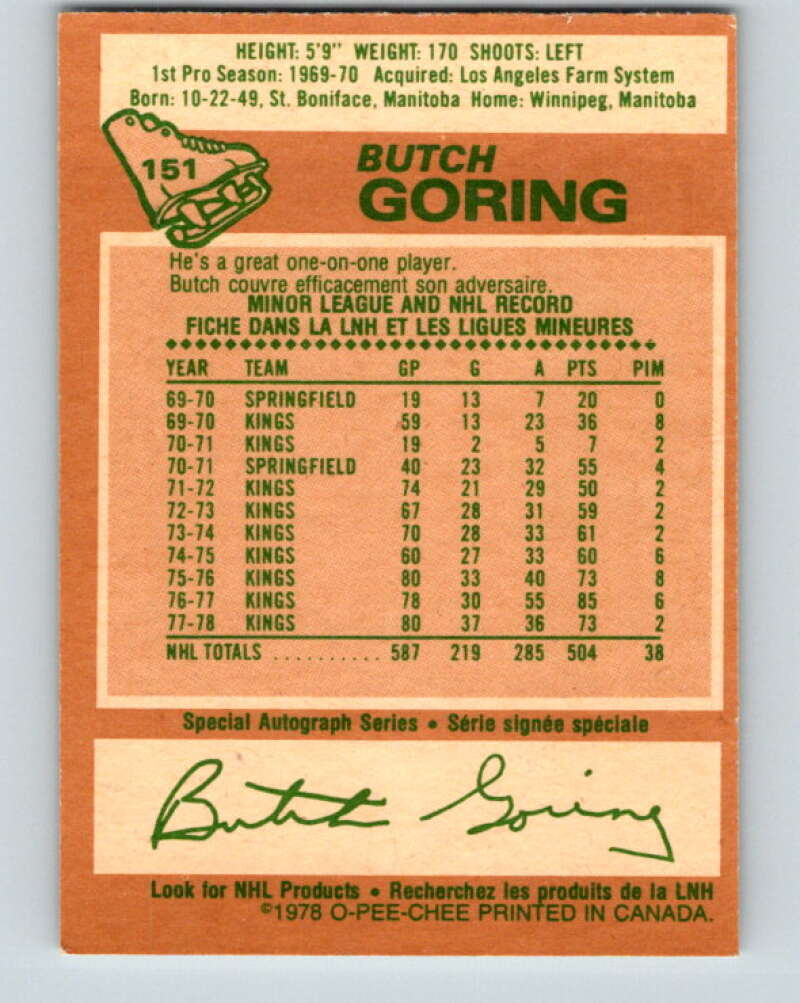 HEIGHT: 5'9" WEIGHT: 170 SHOOTS: LEFT
1st Pro Season: 1969-70 Acquired: Los Angeles Farm System
Born: 10-22-49, St. Boniface, Manitoba Home: Winnipeg, Manitoba
151
BUTCH
GORING
He's a great one-on-one player.
Butch couvre efficacement son adversaire.
MINOR LEAGUE AND NHL RECORD
FICHE DANS LA LNH ET LES LIGUES MINEURES
YEAR TEAM GP G A PTS PIM
69-70 SPRINGFIELD 19 13 7 20 0
69-70 KINGS 59 13 23 36 8
70-71 KINGS 19 2 5 7 2
70-71 SPRINGFIELD 40 23 32 55 4
71-72 KINGS 74 21 29 50 2
72-73 KINGS 67 28 31 59 2
73-74 KINGS 70 28 33 61 2
74-75 KINGS 60 27 33 60 6
75-76 KINGS 80 33 40 73 8
76-77 KINGS 78 30 55 85 6
77-78 KINGS 80 37 36 73 2
NHL TOTALS .......... 587 219 285 504 38
Special Autograph Series • Série signée spéciale
Butch Goring
Look for NHL Products • Recherchez les produits de la LNH
©1978 O-PEE-CHEE PRINTED IN CANADA.